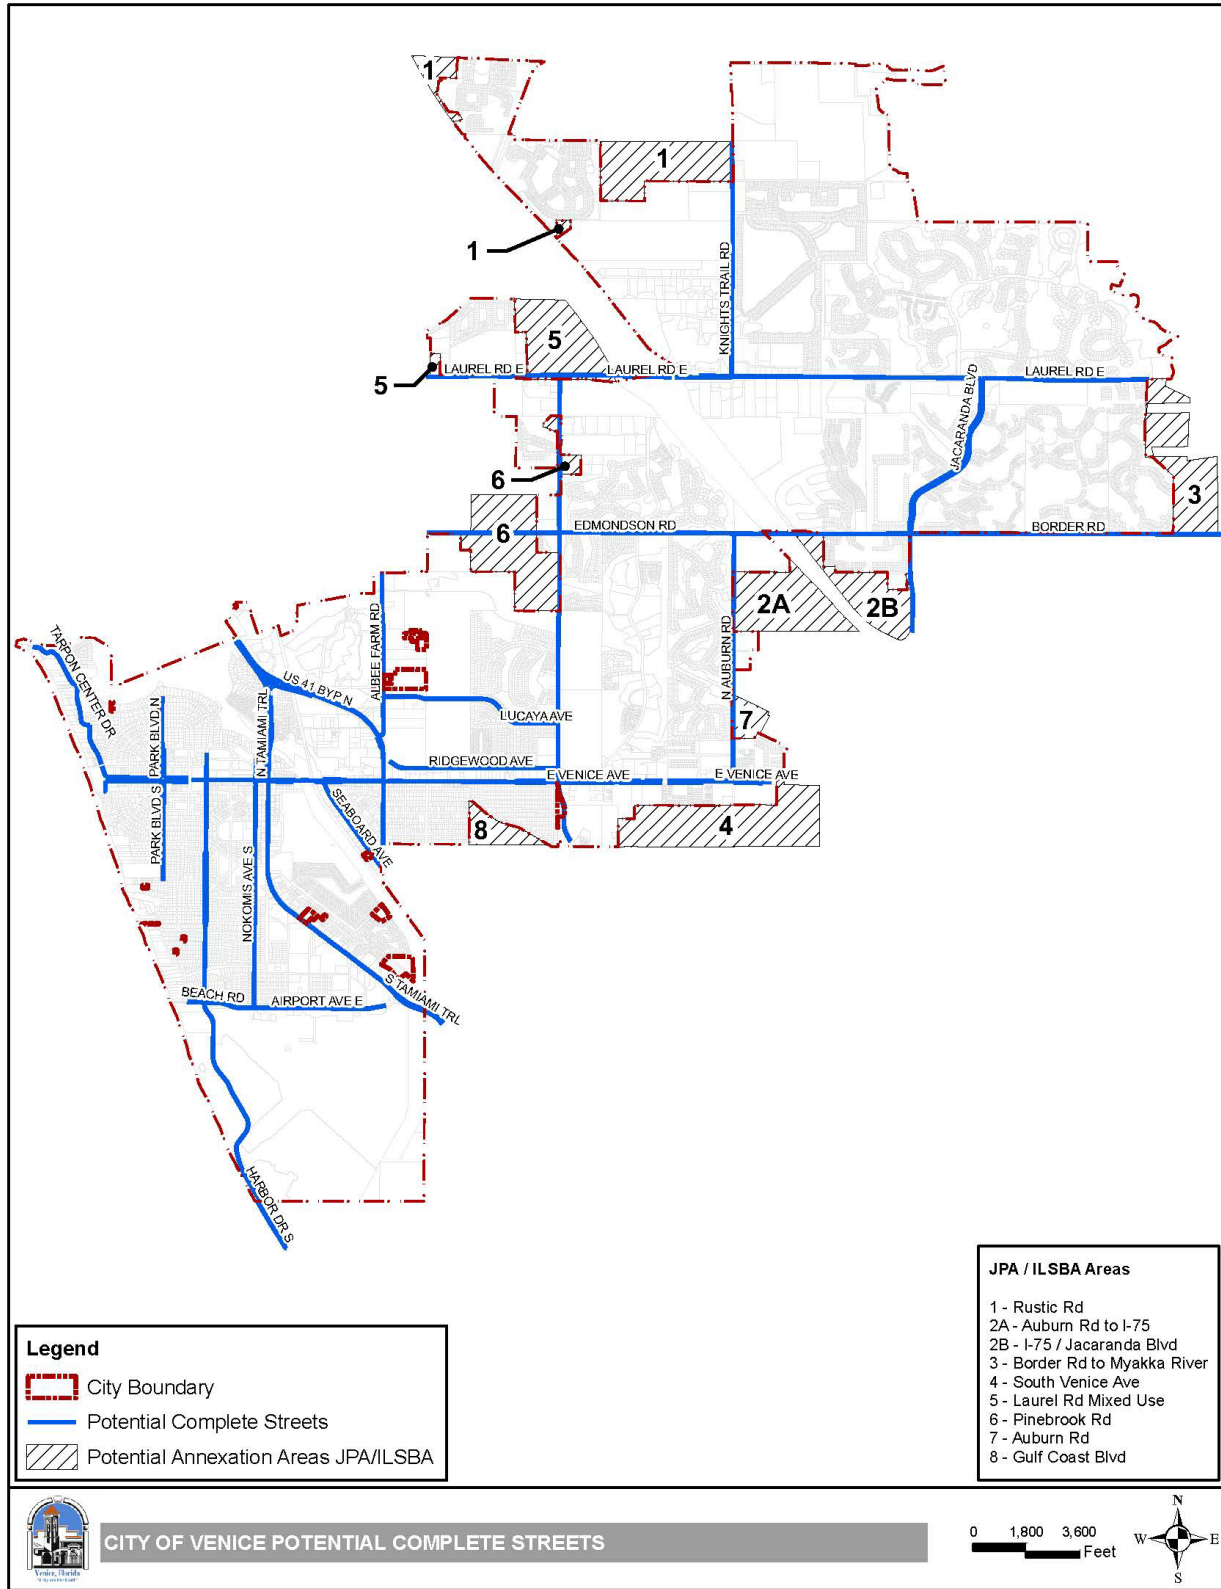 1
1
1
KNIGHTS TRAIL RD
5
5
LAUREL RD E
LAUREL RD E
LAUREL RD E
JACARANDA BLVD
6
3
6
EDMONDSON RD
BORDER RD
2A
2B
TARPON CENTER DR
ALBEE FARM RD
N AUBURN RD
US 41 BYP N
N TAMIAMI TRL
PARK BLVD N
LUCAYA AVE
7
RIDGEWOOD AVE
E VENICE AVE
E VENICE AVE
PARK BLVD S
SEABOARD AVE
8
4
NOKOMIS AVE S
BEACH RD
AIRPORT AVE E
S TAMIAMI TRL
HARBOR DR S
JPA / ILSBA Areas
1 - Rustic Rd
2A - Auburn Rd to I-75
2B - I-75 / Jacaranda Blvd
3 - Border Rd to Myakka River
4 - South Venice Ave
5 - Laurel Rd Mixed Use
6 - Pinebrook Rd
7 - Auburn Rd
8 - Gulf Coast Blvd
Legend
City Boundary
Potential Complete Streets
Potential Annexation Areas JPA/ILSBA
Venice, Florida
"City on the Gulf"
CITY OF VENICE POTENTIAL COMPLETE STREETS
0 1,800 3,600
Feet
N
W E
S